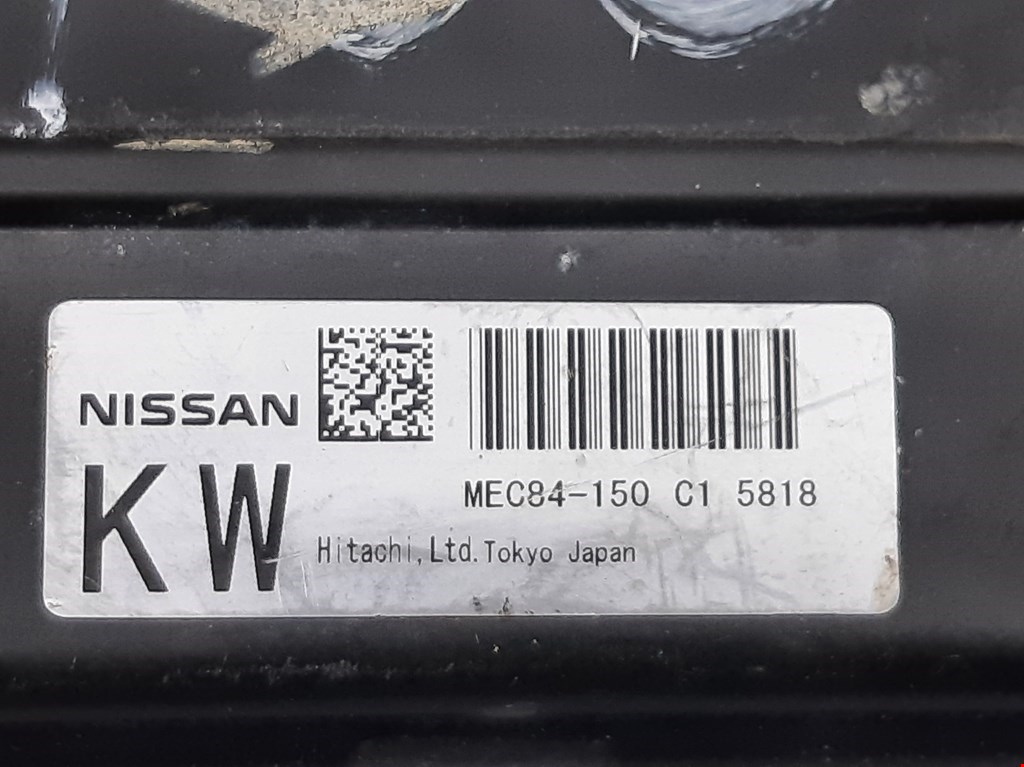 NISSAN
KW
MEC84-150 C1 5818
Hitachi,Ltd.Tokyo Japan